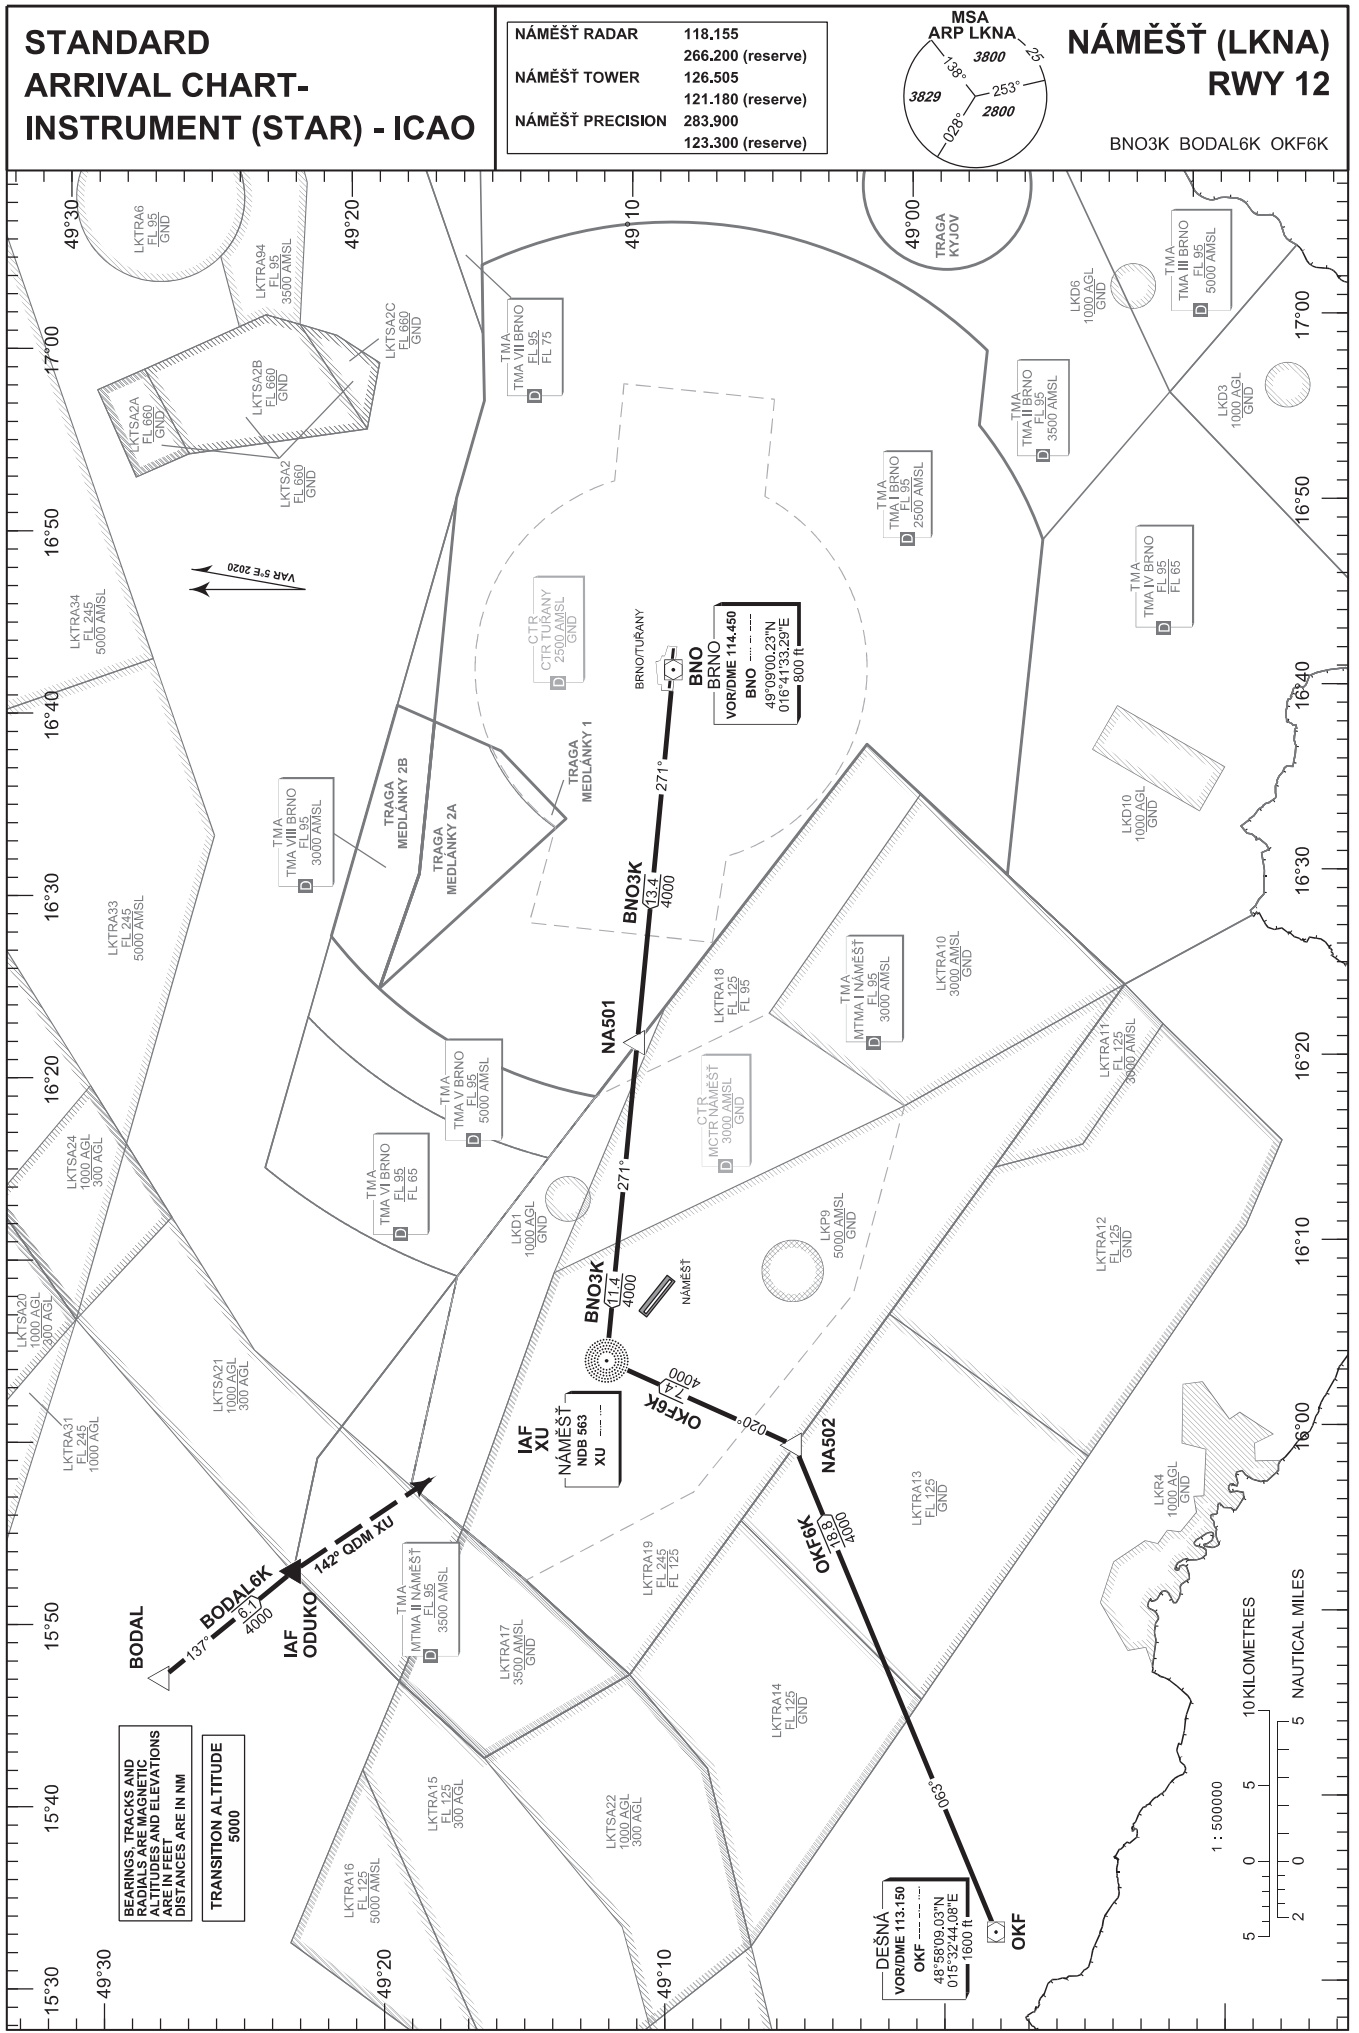 STANDARD
ARRIVAL CHART-
INSTRUMENT (STAR) - ICAO
NÁMĚŠŤ RADAR 118.155
266.200 (reserve)
NÁMĚŠŤ TOWER 126.505
121.180 (reserve)
NÁMĚŠŤ PRECISION 283.900
123.300 (reserve)
MSA
ARP LKNA
3800
25
138°
253°
3829
2800
028°
NÁMĚŠŤ (LKNA)
RWY 12
BNO3K BODAL6K OKF6K
49°30'
49°20'
49°10'
49°00'
LKTRA6
FL 95
GND
LKTRA94
FL 95
3500 AMSL
TRAGA
KYJOV
TMA
TMA III BRNO
FL 95
5000 AMSL
D
LKD6
1000 AGL
GND
17°00'
17°00'
LKTSA2C
FL 660
GND
LKTSA2B
FL 660
GND
LKTSA2A
FL 660
GND
LKTSA2
FL 660
GND
TMA
TMA VII BRNO
FL 95
FL 75
D
TMA
TMA II BRNO
FL 95
3500 AMSL
D
LKD3
1000 AGL
GND
TMA
TMA I BRNO
FL 95
2500 AMSL
D
16°50'
16°50'
VAR 5°E 2020
LKTRA34
FL 245
5000 AMSL
CTR
CTR TUŘANY
2500 AMSL
GND
D
TMA
TMA IV BRNO
FL 95
FL 65
D
BRNO/TUŘANY
BNO
BRNO
VOR/DME 114.450
BNO
49°09'00.23"N
016°41'33.29"E
800 ft
16°40'
16°40'
TRAGA
MEDLÁNKY 2B
TRAGA
MEDLÁNKY 2A
TRAGA
MEDLÁNKY 1
271°
TMA
TMA VIII BRNO
FL 95
3000 AMSL
D
LKD10
1000 AGL
GND
16°30'
16°30'
BNO3K
13.4
4000
LKTRA33
FL 245
5000 AMSL
LKTRA18
FL 125
FL 95
TMA
MTMA I NÁMĚŠŤ
FL 95
3000 AMSL
D
LKTRA10
3000 AMSL
GND
NA501
16°20'
16°20'
TMA
TMA V BRNO
FL 95
5000 AMSL
D
CTR
MCTR NÁMĚŠŤ
3000 AMSL
GND
D
LKTRA11
FL 125
3000 AMSL
LKTSA24
1000 AGL
300 AGL
TMA
TMA VI BRNO
FL 95
FL 65
D
LKD1
1000 AGL
GND
271°
LKP9
5000 AMSL
GND
LKTRA12
FL 125
GND
16°10'
16°10'
BNO3K
11.4
4000
NÁMĚŠŤ
LKTSA20
1000 AGL
300 AGL
LKTSA21
1000 AGL
300 AGL
LKTRA31
FL 245
1000 AGL
IAF
XU
NÁMĚŠŤ
NDB 563
XU
OKF6K
7.4
4000
020°
NA502
16°00'
16°00'
LKR4
1000 AGL
GND
LKTRA13
FL 125
GND
OKF6K
18.8
4000
142° QDM XU
BODAL6K
6.1
4000
137°
BODAL
IAF
ODUKO
TMA
MTMA II NÁMĚŠŤ
FL 95
3500 AMSL
D
LKTRA19
FL 245
FL 125
LKTRA17
3500 AMSL
GND
15°50'
LKTRA14
FL 125
GND
BEARINGS, TRACKS AND
RADIALS ARE MAGNETIC
ALTITUDES AND ELEVATIONS
ARE IN FEET
DISTANCES ARE IN NM
TRANSITION ALTITUDE
5000
15°40'
LKTRA15
FL 125
300 AGL
LKTSA22
1000 AGL
300 AGL
LKTRA16
FL 125
5000 AMSL
063°
DEŠNÁ
VOR/DME 113.150
OKF
48°58'09.03"N
015°32'44.08"E
1600 ft
OKF
1 : 500000
5 0 5 10 KILOMETRES
2 0 5 NAUTICAL MILES
15°30'
49°30'
49°20'
49°10'